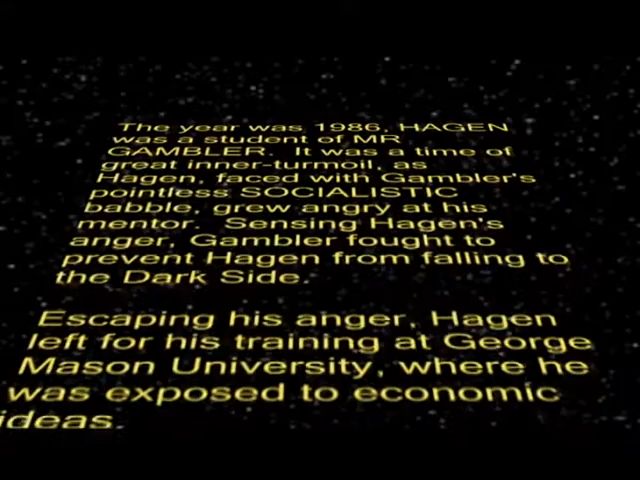 The year was 1986. HAGEN
was a student of MR
GAMBLER. It was a time of
great inner-turmoil, as
Hagen, faced with Gambler's
pointless SOCIALISTIC
babble, grew angry at his
mentor. Sensing Hagen's
anger, Gambler fought to
prevent Hagen from falling to
the Dark Side.
Escaping his anger, Hagen
left for his training at George
Mason University, where he
was exposed to economic
ideas.